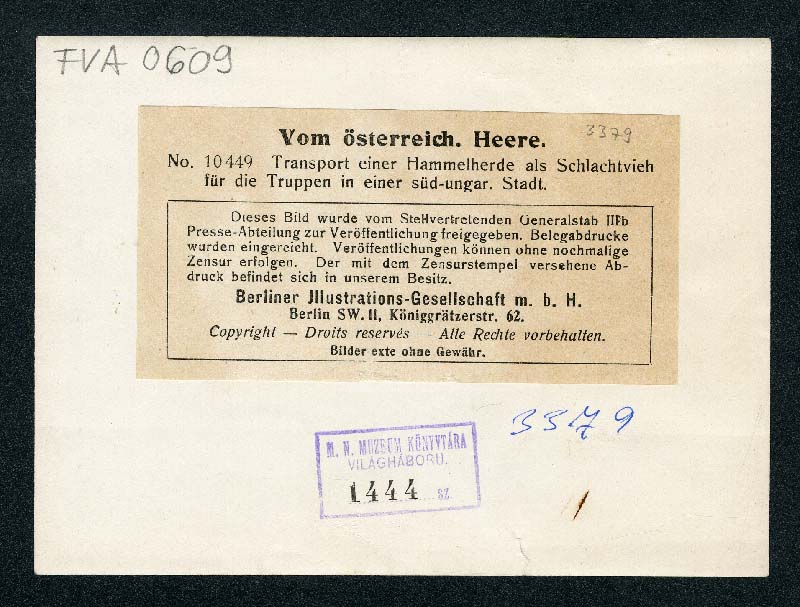 FVA 0609
Vom österreich. Heere.
3379
No. 10449 Transport einer Hammelherde als Schlachtvieh
für die Truppen in einer süd-ungar. Stadt.
Dieses Bild wurde vom Stellvertretenden Generalstab IIIb
Presse-Abteilung zur Veröffentlichung freigegeben. Belegabdrucke
wurden eingereicht. Veröffentlichungen können ohne nochmalige
Zensur erfolgen. Der mit dem Zensurstempel versehene Ab-
druck befindet sich in unserem Besitz.
Berliner Jllustrations-Gesellschaft m. b. H.
Berlin SW. 11, Königgrätzerstr. 62.
Copyright — Droits reservés — Alle Rechte vorbehalten.
Bilder exte ohne Gewähr.
3379
M. N. MUZEUM KÖNYVTÁRA
VILÁGHÁBORU.
1444 SZ.